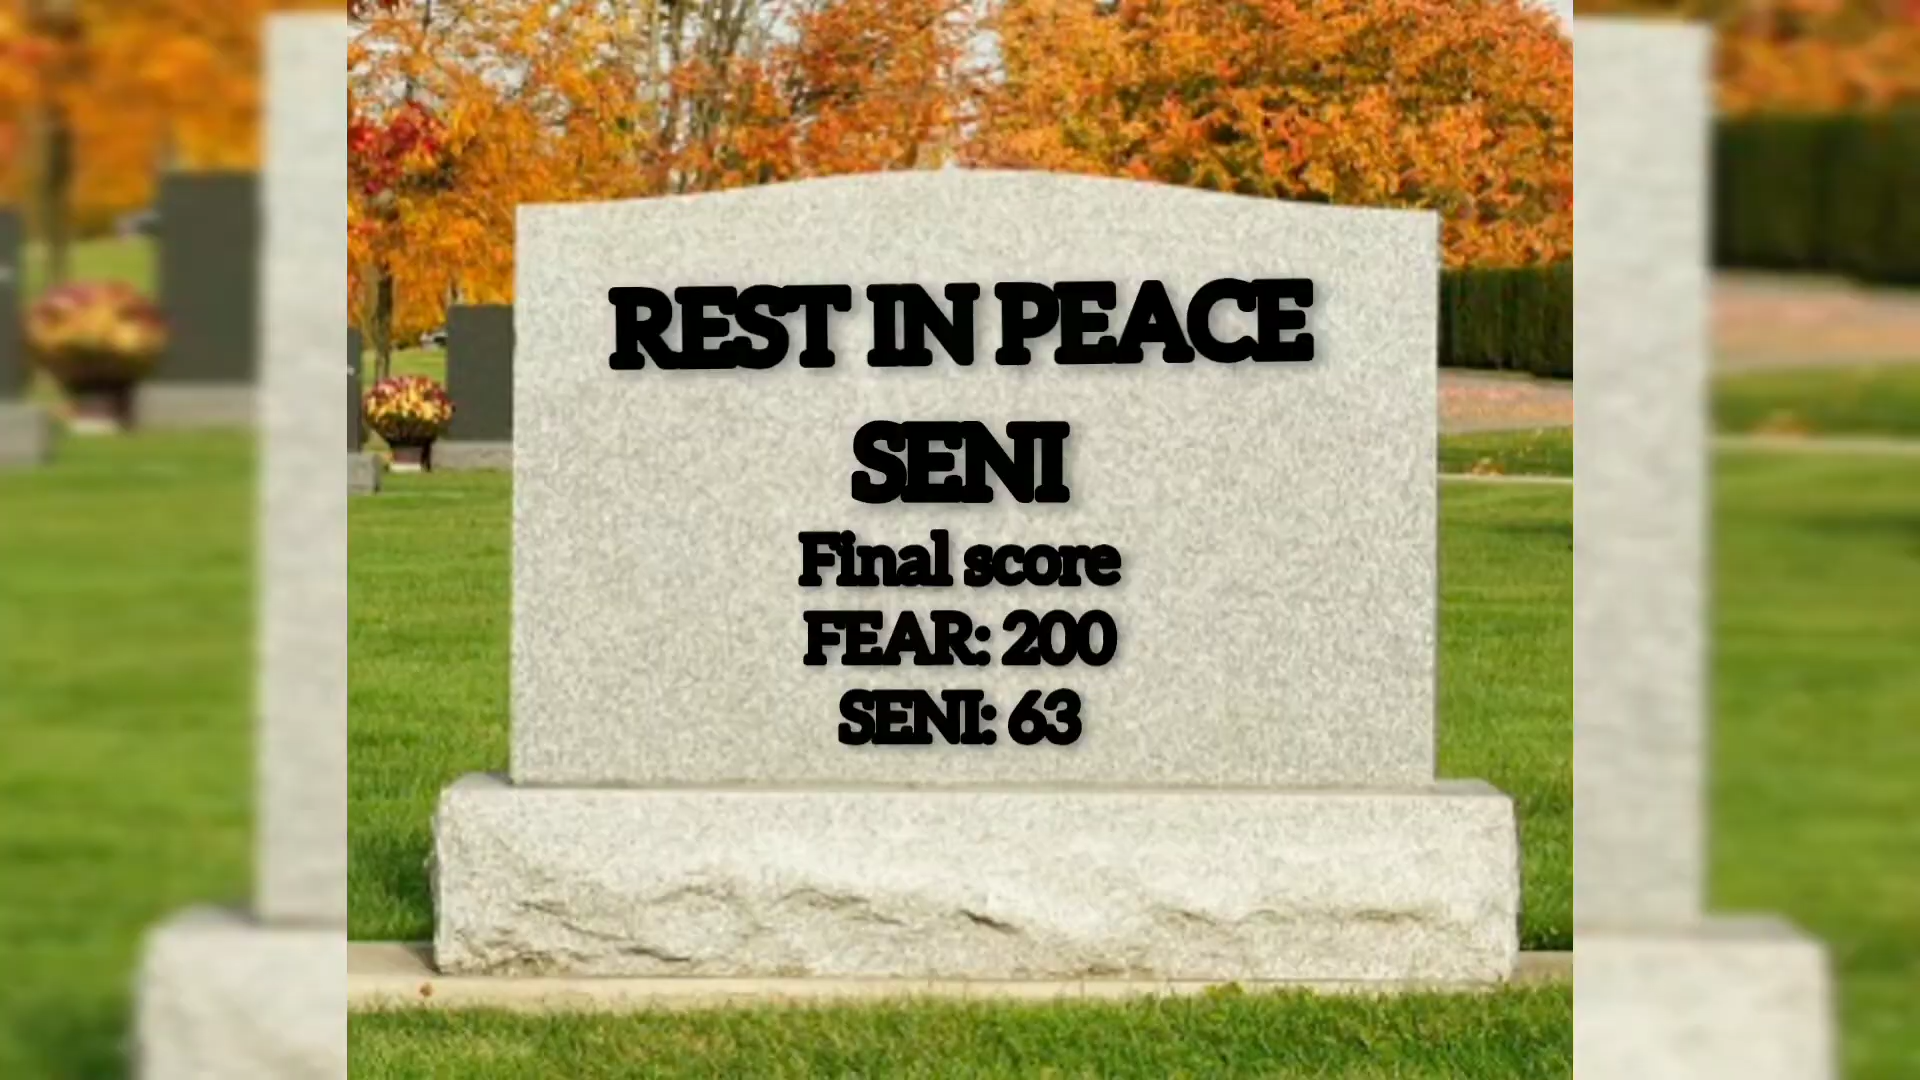 REST IN PEACE
SENI
Final score
FEAR: 200
SENI: 63